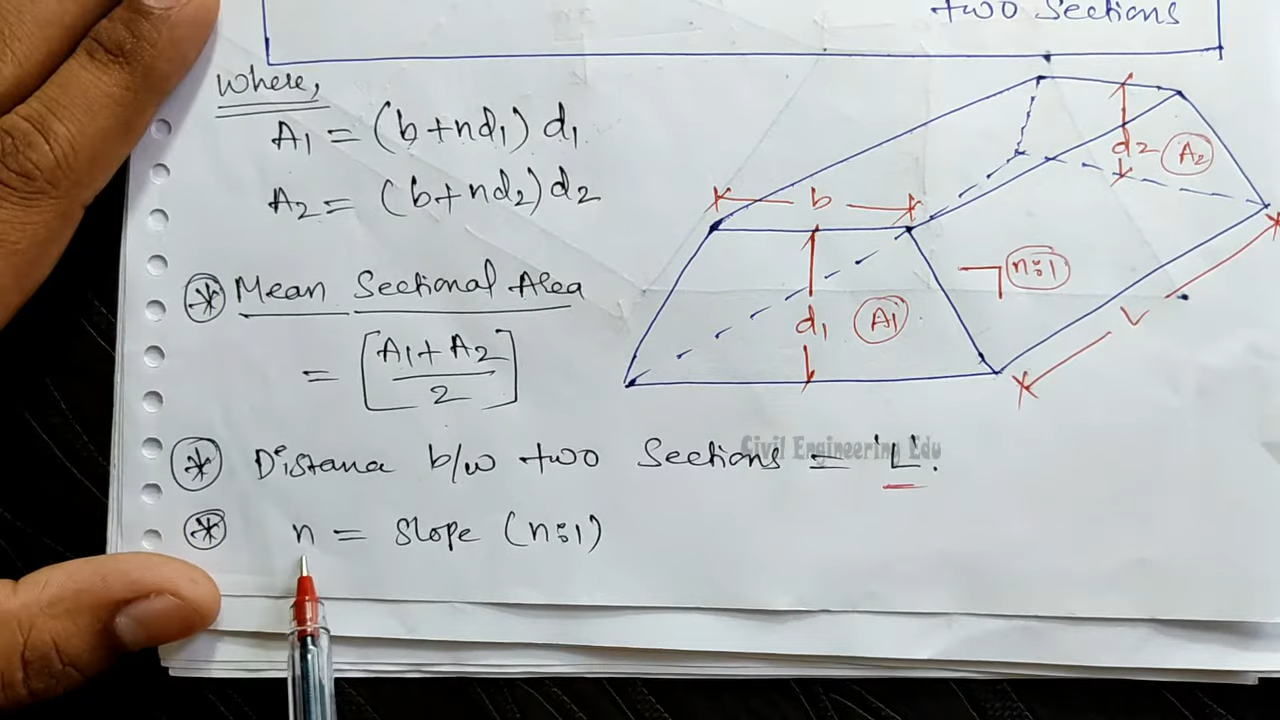 two Sections
Where,
A1 = (b+nd1) d1
A2 = (b+nd2) d2
b
d2
A2
n:1
d1
A1
L
Mean Sectional Area
= [A1+A2 / 2]
Distana b/w two Sections = 'L'.
Civil Engineering Edu
n = Slope (n:1)